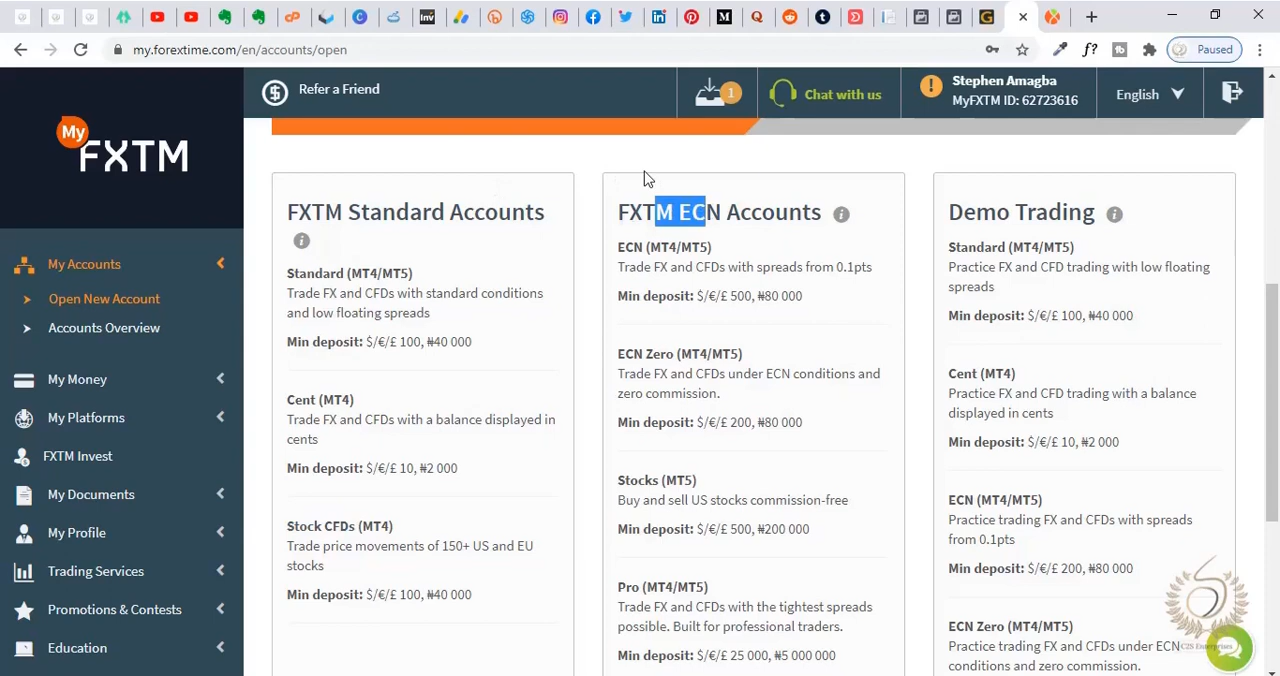 my.forextime.com/en/accounts/open
Paused
My
FXTM
Refer a Friend
1
Chat with us
Stephen Amagba
MyFXTM ID: 62723616
English
My Accounts
Open New Account
Accounts Overview
My Money
My Platforms
FXTM Invest
My Documents
My Profile
Trading Services
Promotions & Contests
Education
FXTM Standard Accounts
Standard (MT4/MT5)
Trade FX and CFDs with standard conditions
and low floating spreads
Min deposit: $/€/£ 100, ₦40 000
Cent (MT4)
Trade FX and CFDs with a balance displayed in
cents
Min deposit: $/€/£ 10, ₦2 000
Stock CFDs (MT4)
Trade price movements of 150+ US and EU
stocks
Min deposit: $/€/£ 100, ₦40 000
FXTM ECN Accounts
ECN (MT4/MT5)
Trade FX and CFDs with spreads from 0.1pts
Min deposit: $/€/£ 500, ₦80 000
ECN Zero (MT4/MT5)
Trade FX and CFDs under ECN conditions and
zero commission.
Min deposit: $/€/£ 200, ₦80 000
Stocks (MT5)
Buy and sell US stocks commission-free
Min deposit: $/€/£ 500, ₦200 000
Pro (MT4/MT5)
Trade FX and CFDs with the tightest spreads
possible. Built for professional traders.
Min deposit: $/€/£ 25 000, ₦5 000 000
Demo Trading
Standard (MT4/MT5)
Practice FX and CFD trading with low floating
spreads
Min deposit: $/€/£ 100, ₦40 000
Cent (MT4)
Practice FX and CFD trading with a balance
displayed in cents
Min deposit: $/€/£ 10, ₦2 000
ECN (MT4/MT5)
Practice trading FX and CFDs with spreads
from 0.1pts
Min deposit: $/€/£ 200, ₦80 000
ECN Zero (MT4/MT5)
Practice trading FX and CFDs under ECN
conditions and zero commission.
C2S Enterprises